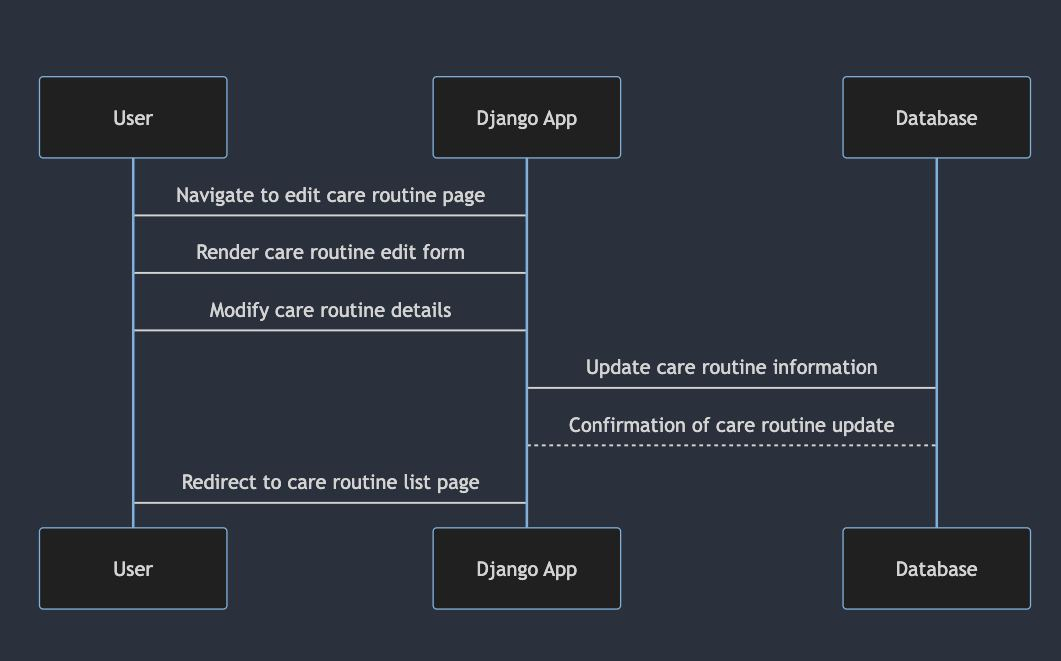 User
Django App
Database
Navigate to edit care routine page
Render care routine edit form
Modify care routine details
Update care routine information
Confirmation of care routine update
Redirect to care routine list page
User
Django App
Database